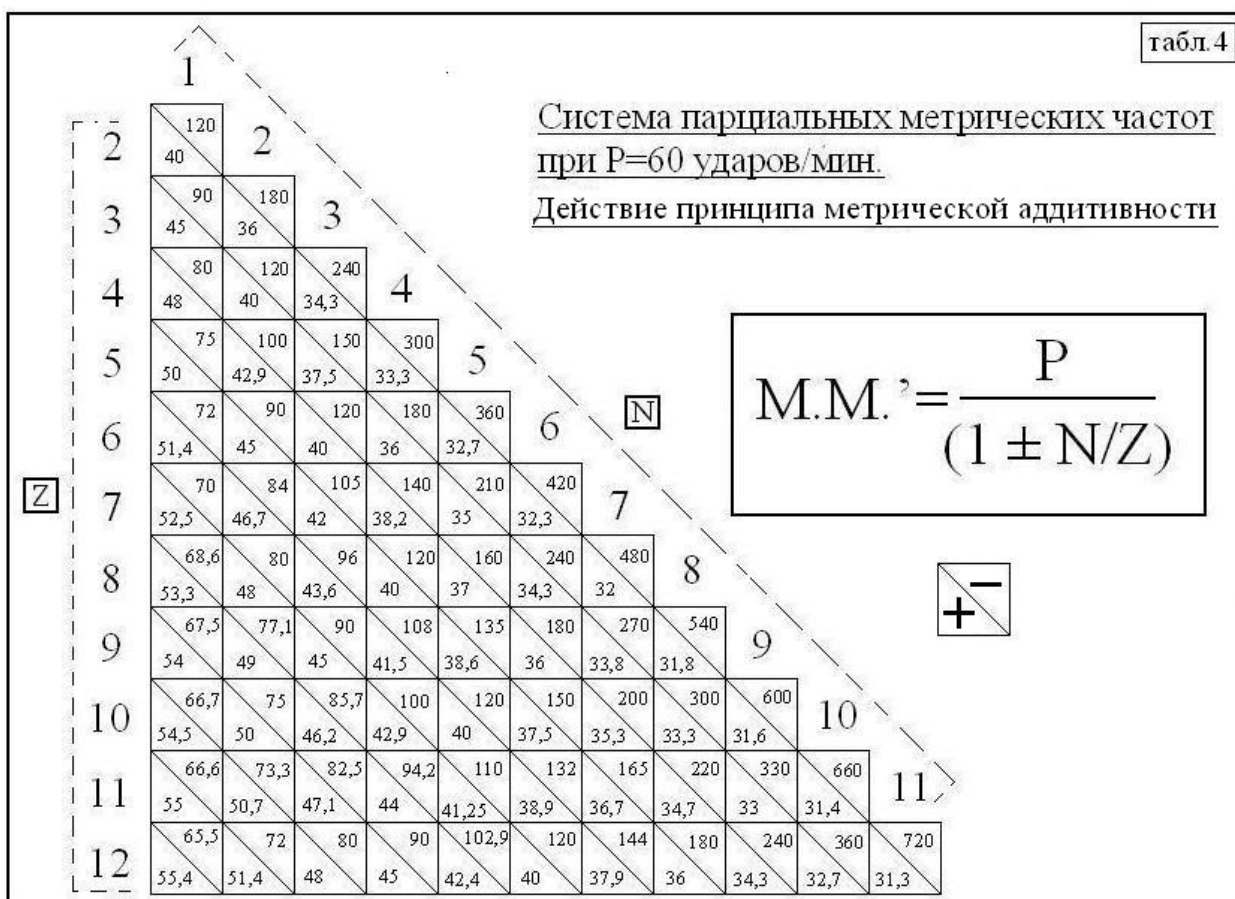 табл.4
Система парциальных метрических частот
при P=60 ударов/мин.
Действие принципа метрической аддитивности
1
2 120 2
40
3 90 180 3
45 36
4 80 120 240 4
48 40 34,3
5 75 100 150 300 5
50 42,9 37,5 33,3
6 72 90 120 180 360 6
51,4 45 40 36 32,7
N
7 70 84 105 140 210 420 7
52,5 46,7 42 38,2 35 32,3
Z
8 68,6 80 96 120 160 240 480 8
53,3 48 43,6 40 37 34,3 32
9 67,5 77,1 90 108 135 180 270 540 9
54 49 45 41,5 38,6 36 33,8 31,8
10 66,7 75 85,7 100 120 150 200 300 600 10
54,5 50 46,2 42,9 40 37,5 35,3 33,3 31,6
11 66,6 73,3 82,5 94,2 110 132 165 220 330 660 11
55 50,7 47,1 44 41,25 38,9 36,7 34,7 33 31,4
12 65,5 72 80 90 102,9 120 144 180 240 360 720
55,4 51,4 48 45 42,4 40 37,9 36 34,3 32,7 31,3
M.M.’= P
(1 ± N/Z)
−
+